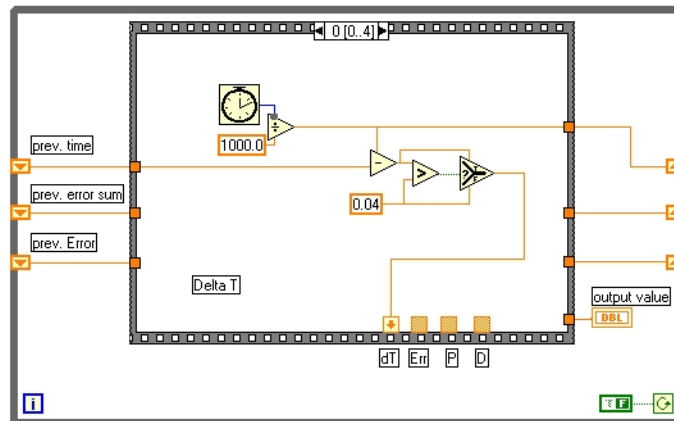 0 [0..4]
÷
1000.0
prev. time
-
>
?
prev. error sum
0.04
prev. Error
Delta T
output value
DBL
dT
Err
P
D
i
F